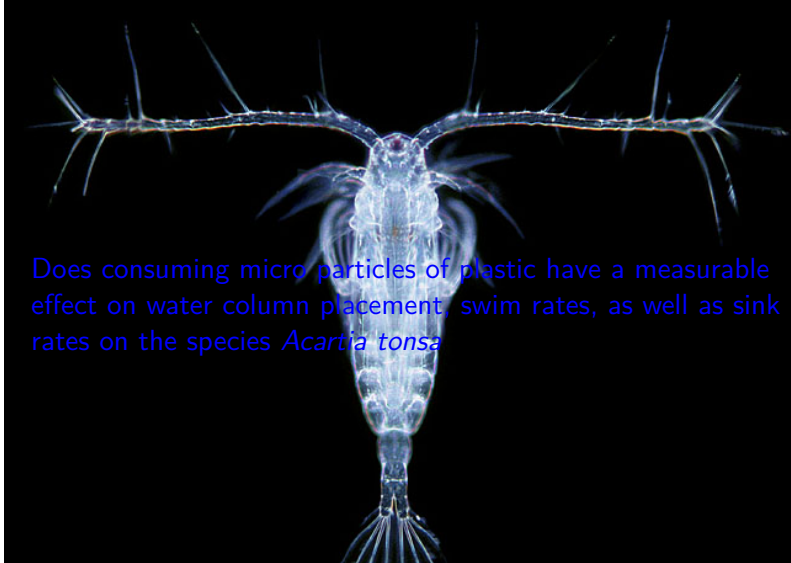 Does consuming micro particles of plastic have a measurable
effect on water column placement, swim rates, as well as sink
rates on the species Acartia tonsa